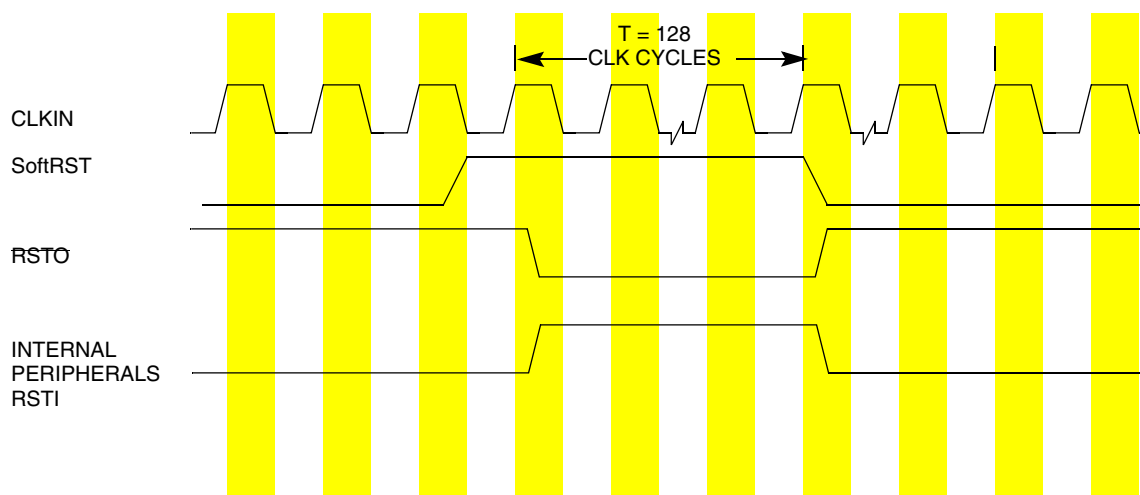 T = 128
CLK CYCLES
CLKIN
SoftRST
RSTO
INTERNAL
PERIPHERALS
RSTI